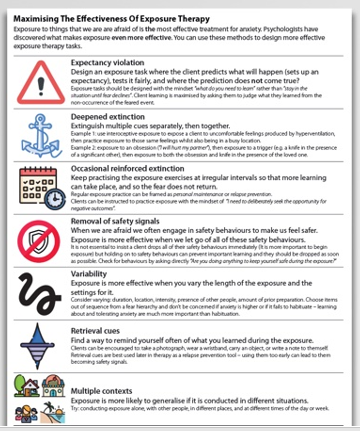 Maximising The Effectiveness Of Exposure Therapy
Exposure to things that we are are afraid of is the most effective treatment for anxiety. Psychologists have
discovered what makes exposure even more effective. You can use these methods to design more effective
exposure therapy tasks.
Expectancy violation
Design an exposure task where the client predicts what will happen (sets up an
expectancy), tests it fairly, and where the prediction does not come true?
Exposure tasks should be designed with the mindset "what do you need to learn" rather than "stay in the
situation until fear declines". Client learning is maximised by asking them to judge what they learned from the
non-occurrence of the feared event.
Deepened extinction
Extinguish multiple cues separately, then together.
Example 1: use interoceptive exposure to expose a client to uncomfortable feelings produced by hyperventilation,
then practice exposure to those feelings whilst also being in a busy location.
Example 2: exposure to an obsession ("I will hurt my partner"), then exposure to a trigger (e.g. a knife in the presence
of a significant other), then exposure to both the obsession and knife in the presence of the loved one.
Occasional reinforced extinction
Keep practising the exposure exercises at irregular intervals so that more learning
can take place, and so the fear does not return.
Regular exposure practice can be framed as personal maintenance or relapse prevention.
Clients can be instructed to practice exposure with the mindset of "I need to deliberately seek the opportunity for
negative outcomes".
Removal of safety signals
When we are afraid we often engage in safety behaviours to make us feel safer.
Exposure is more effective when we let go of all of these safety behaviours.
It is not essential to insist a client drops all of their safety behaviours immediately (it is more important to begin
exposure) but holding on to safety behaviours can prevent important learning and they should be dropped as soon
as possible. Check for behaviours by asking directly "Are you doing anything to keep yourself safe during the exposure?"
Variability
Exposure is more effective when you vary the length of the exposure and the
settings for it.
Consider varying: duration, location, intensity, presence of other people, amount of prior preparation. Choose items
out of sequence from a fear hierarchy and don't be concerned if anxiety is higher or if it fails to habituate – learning
about and tolerating anxiety are much more important than habituation.
Retrieval cues
Find a way to remind yourself often of what you learned during the exposure.
Clients can be encouraged to take a photograph, wear a wristband, carry an object, or write a note to themself.
Retrieval cues are best used later in therapy as a relapse prevention tool – using them too early can lead to them
becoming safety signals.
Multiple contexts
Exposure is more likely to generalise if it is conducted in different situations.
Try: conducting exposure alone, with other people, in different places, and at different times of the day or week.